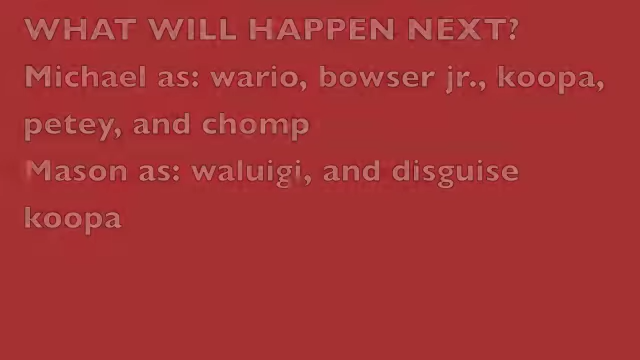 WHAT WILL HAPPEN NEXT?
Michael as: wario, bowser jr., koopa,
petey, and chomp
Mason as: waluigi, and disguise
koopa